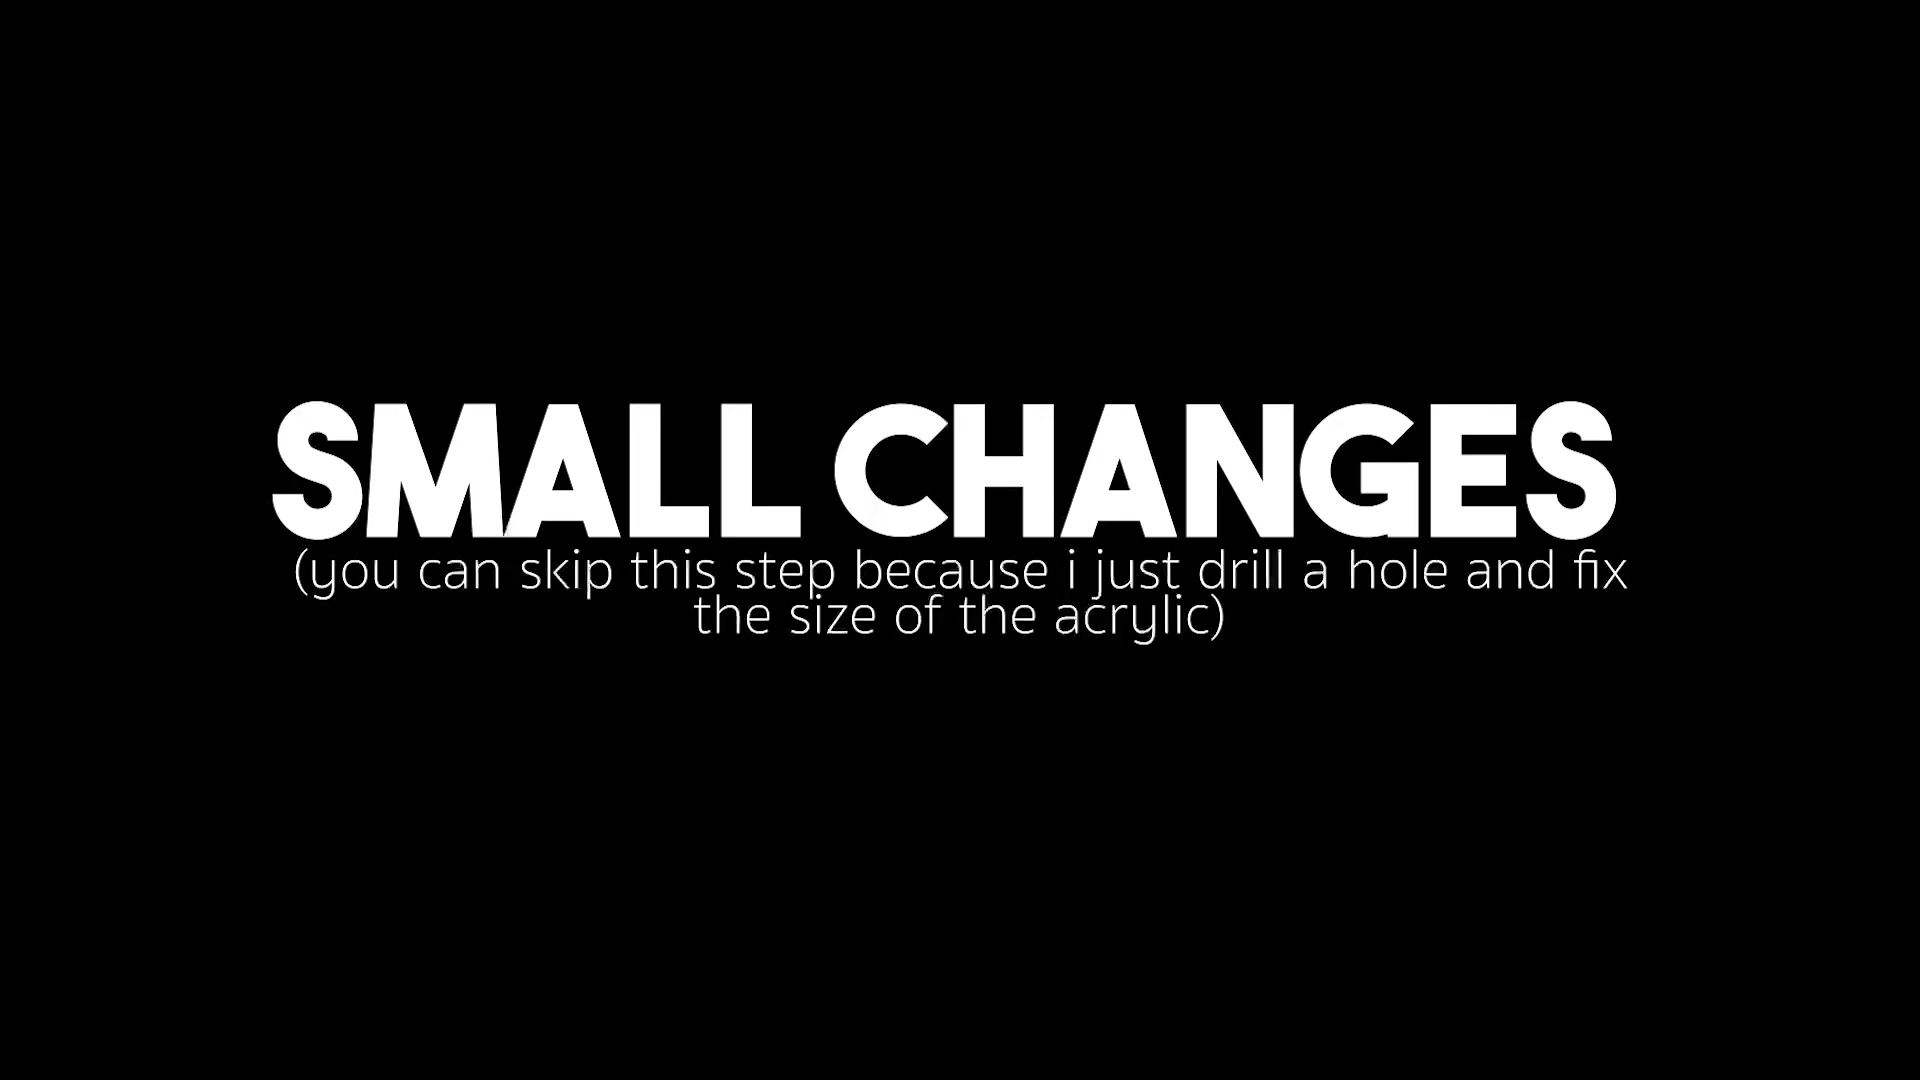 SMALL CHANGES
(you can skip this step because i just drill a hole and fix
the size of the acrylic)